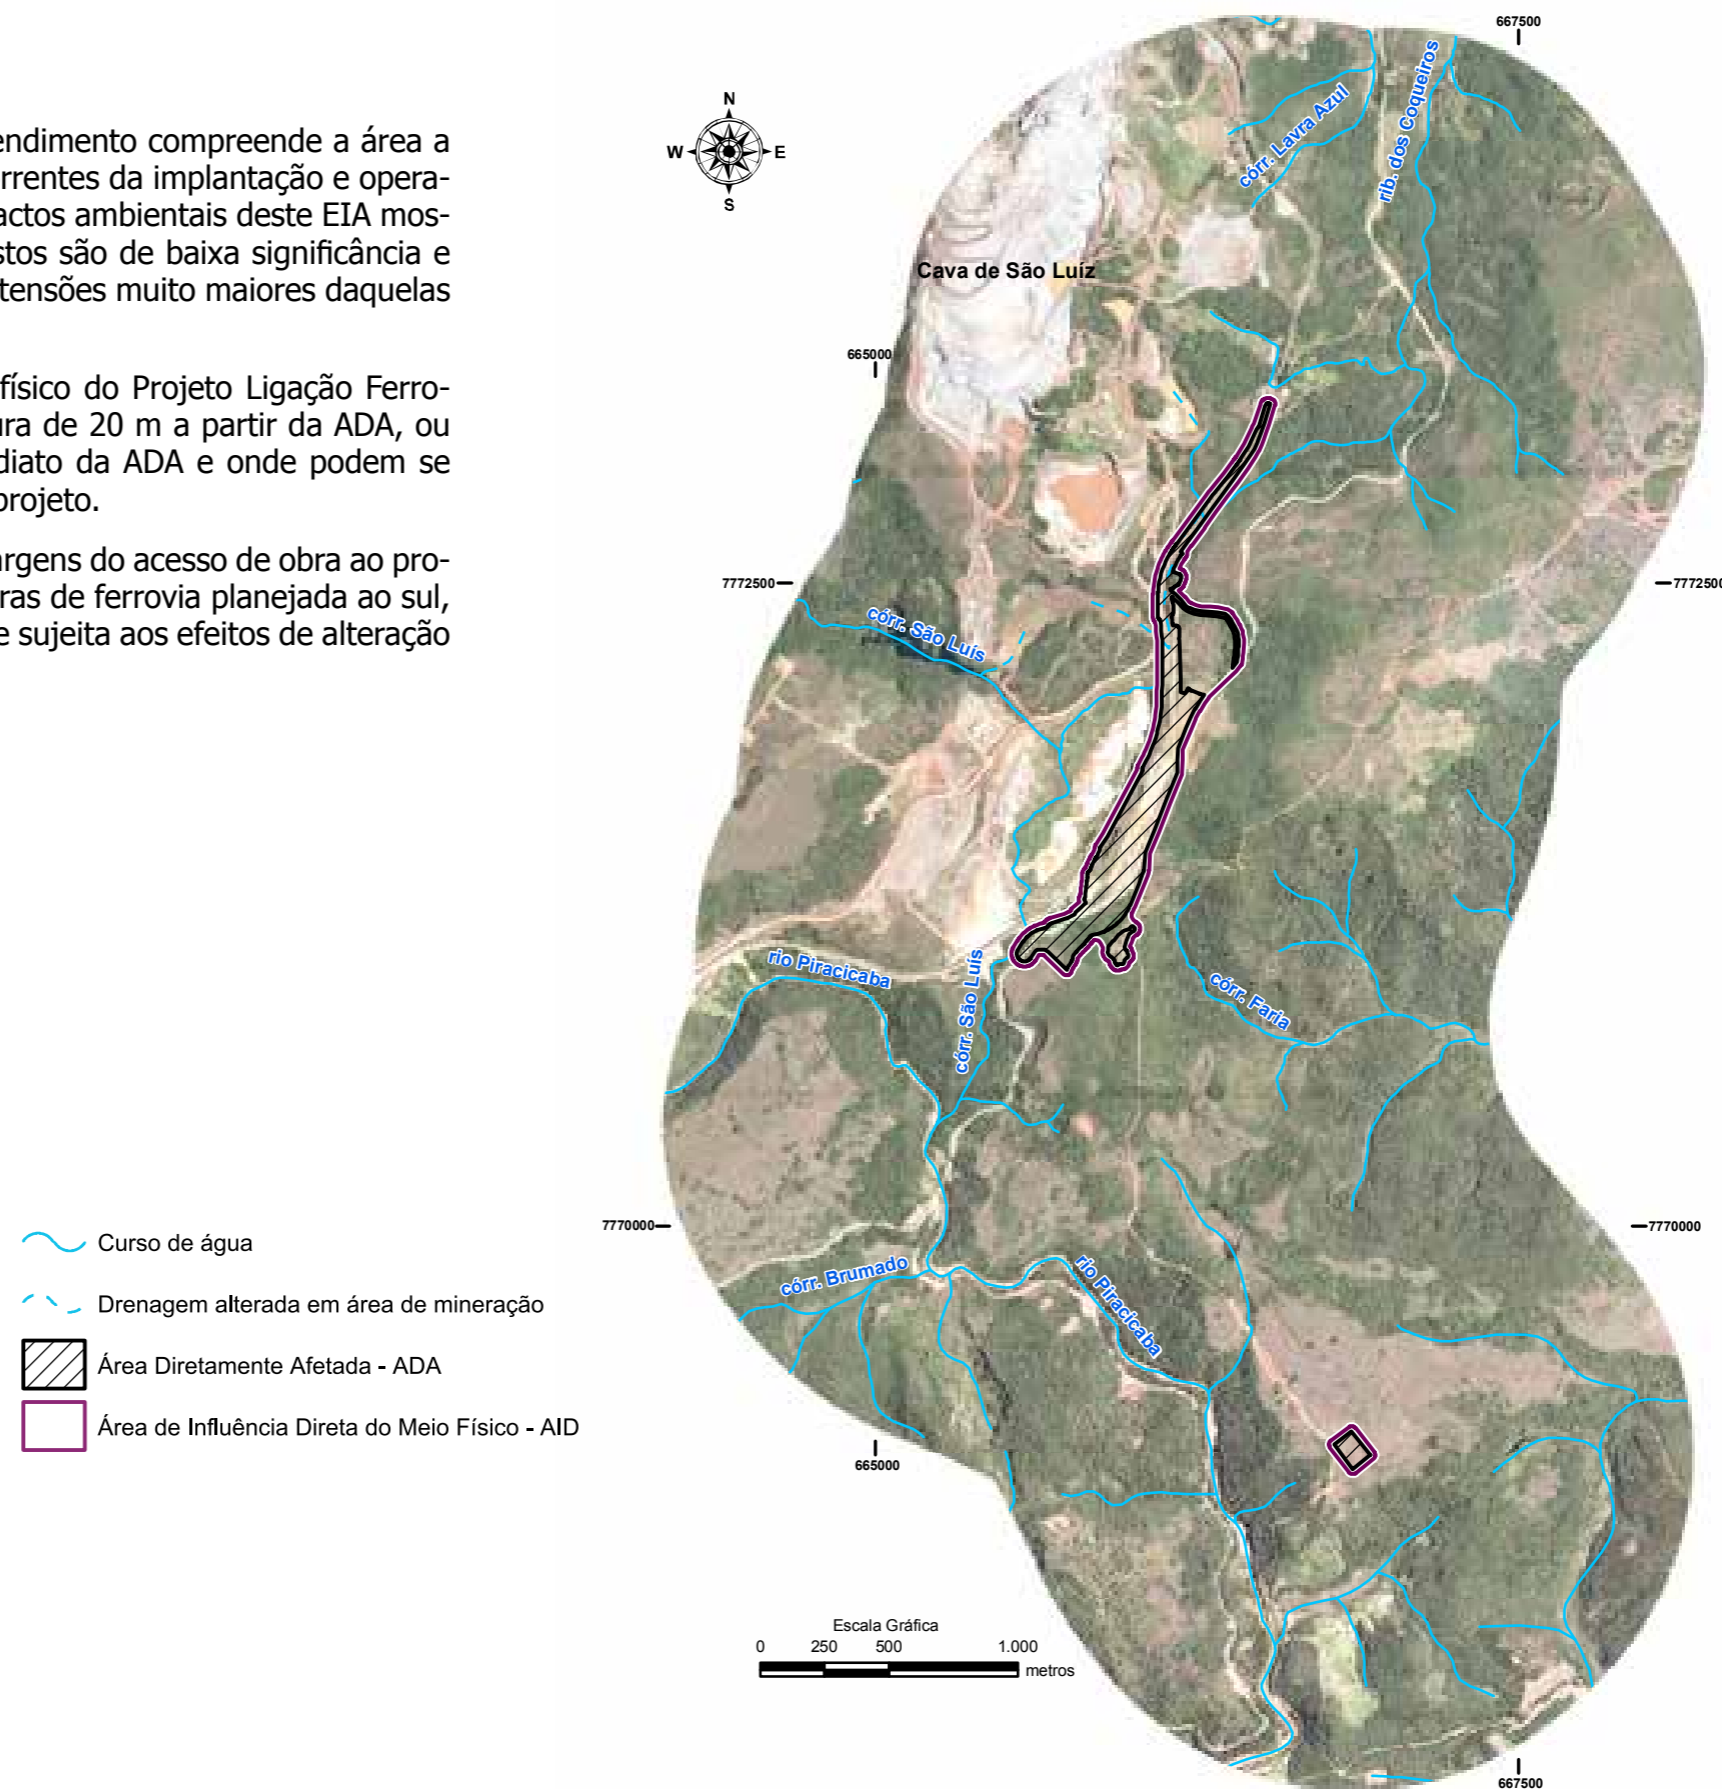 endimento compreende a área a
rrentes da implantação e opera-
actos ambientais deste EIA mos-
stos são de baixa significância e
tensões muito maiores daquelas
físico do Projeto Ligação Ferro-
ura de 20 m a partir da ADA, ou
diato da ADA e onde podem se
projeto.
argens do acesso de obra ao pro-
ras de ferrovia planejada ao sul,
e sujeita aos efeitos de alteração
Curso de água
Drenagem alterada em área de mineração
Área Diretamente Afetada - ADA
Área de Influência Direta do Meio Físico - AID
N
W E
S
667500
córr. Lavra Azul
rib. dos Coqueiros
Cava de São Luíz
665000
7772500
7772500
córr. São Luís
rio Piracicaba
córr. São Luís
córr. Faria
7770000
7770000
córr. Brumado
rio Piracicaba
665000
Escala Gráfica
0 250 500 1.000
metros
667500